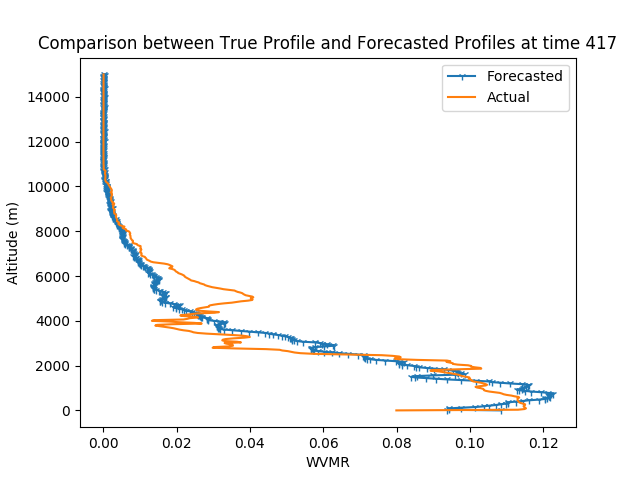 Comparison between True Profile and Forecasted Profiles at time 417
Forecasted
Actual
Altitude (m)
14000
12000
10000
8000
6000
4000
2000
0
0.00 0.02 0.04 0.06 0.08 0.10 0.12
WVMR